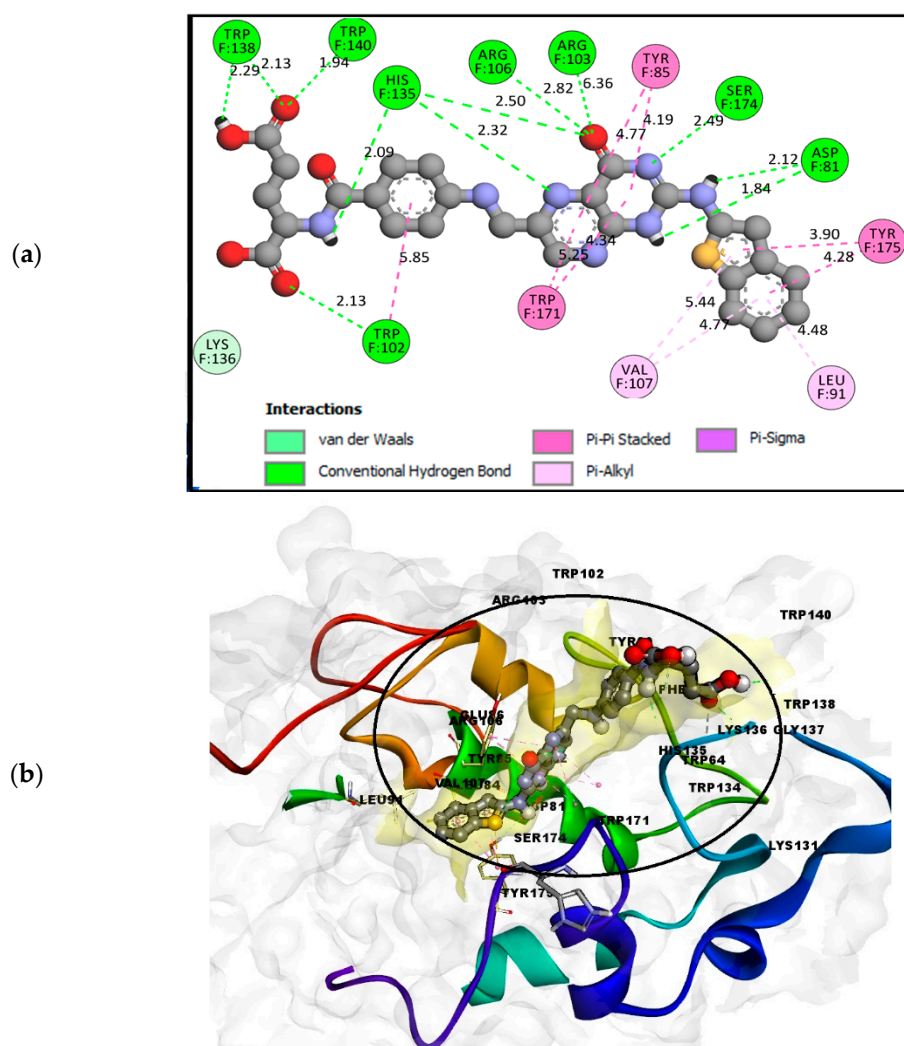 (a)
TRP
F:138
TRP
F:140
2.29
2.13
1.94
HIS
F:135
ARG
F:106
ARG
F:103
TYR
F:85
2.50
2.82
6.36
2.32
4.77
4.19
SER
F:174
2.49
ASP
F:81
2.12
1.84
2.09
5.85
5.25
4.34
3.90
TYR
F:175
4.28
2.13
TRP
F:171
5.44
4.77
4.48
LYS
F:136
TRP
F:102
VAL
F:107
LEU
F:91
Interactions
van der Waals
Conventional Hydrogen Bond
Pi-Pi Stacked
Pi-Alkyl
Pi-Sigma
(b)
TRP102
ARG103
TRP140
GLU86
ARG106
TRP138
LYS136
GLY137
HIS135
TRP64
TYR85
VAL107
LEU91
TRP134
TRP171
SER174
LYS131